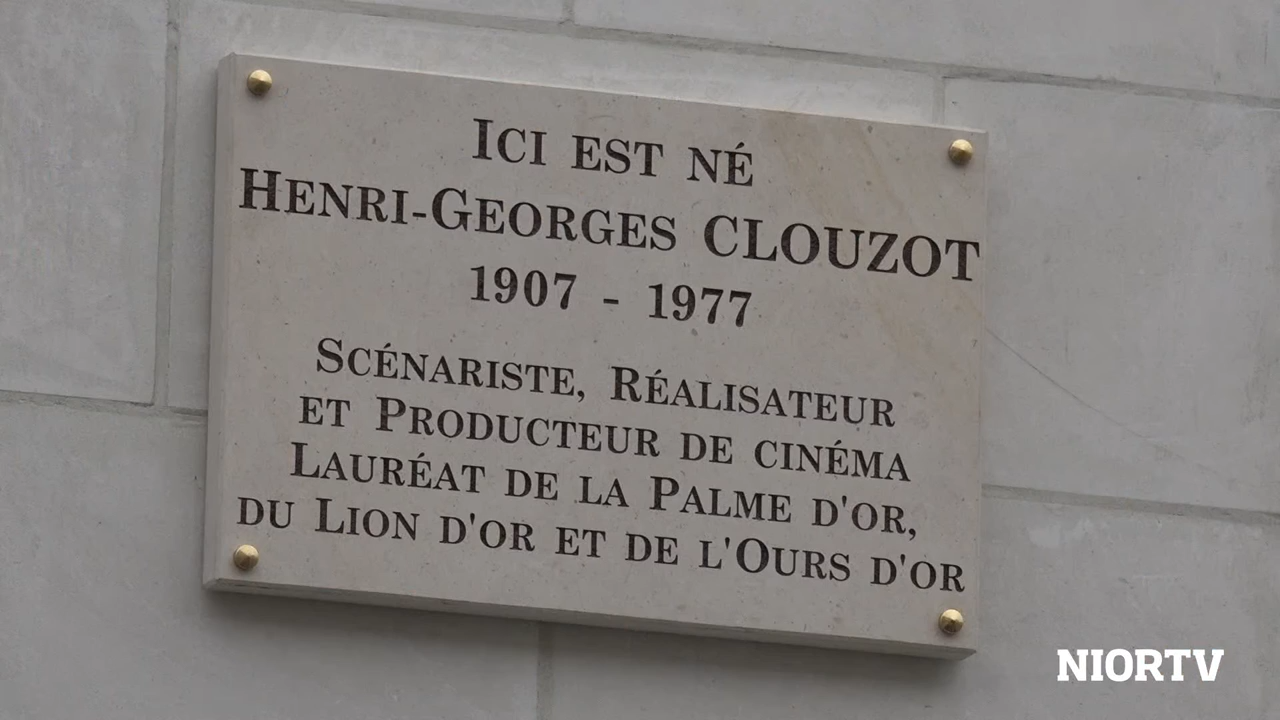 ICI EST NÉ
HENRI-GEORGES CLOUZOT
1907 - 1977
SCÉNARISTE, RÉALISATEUR
ET PRODUCTEUR DE CINÉMA
LAURÉAT DE LA PALME D'OR,
DU LION D'OR ET DE L'OURS D'OR
NIORTV